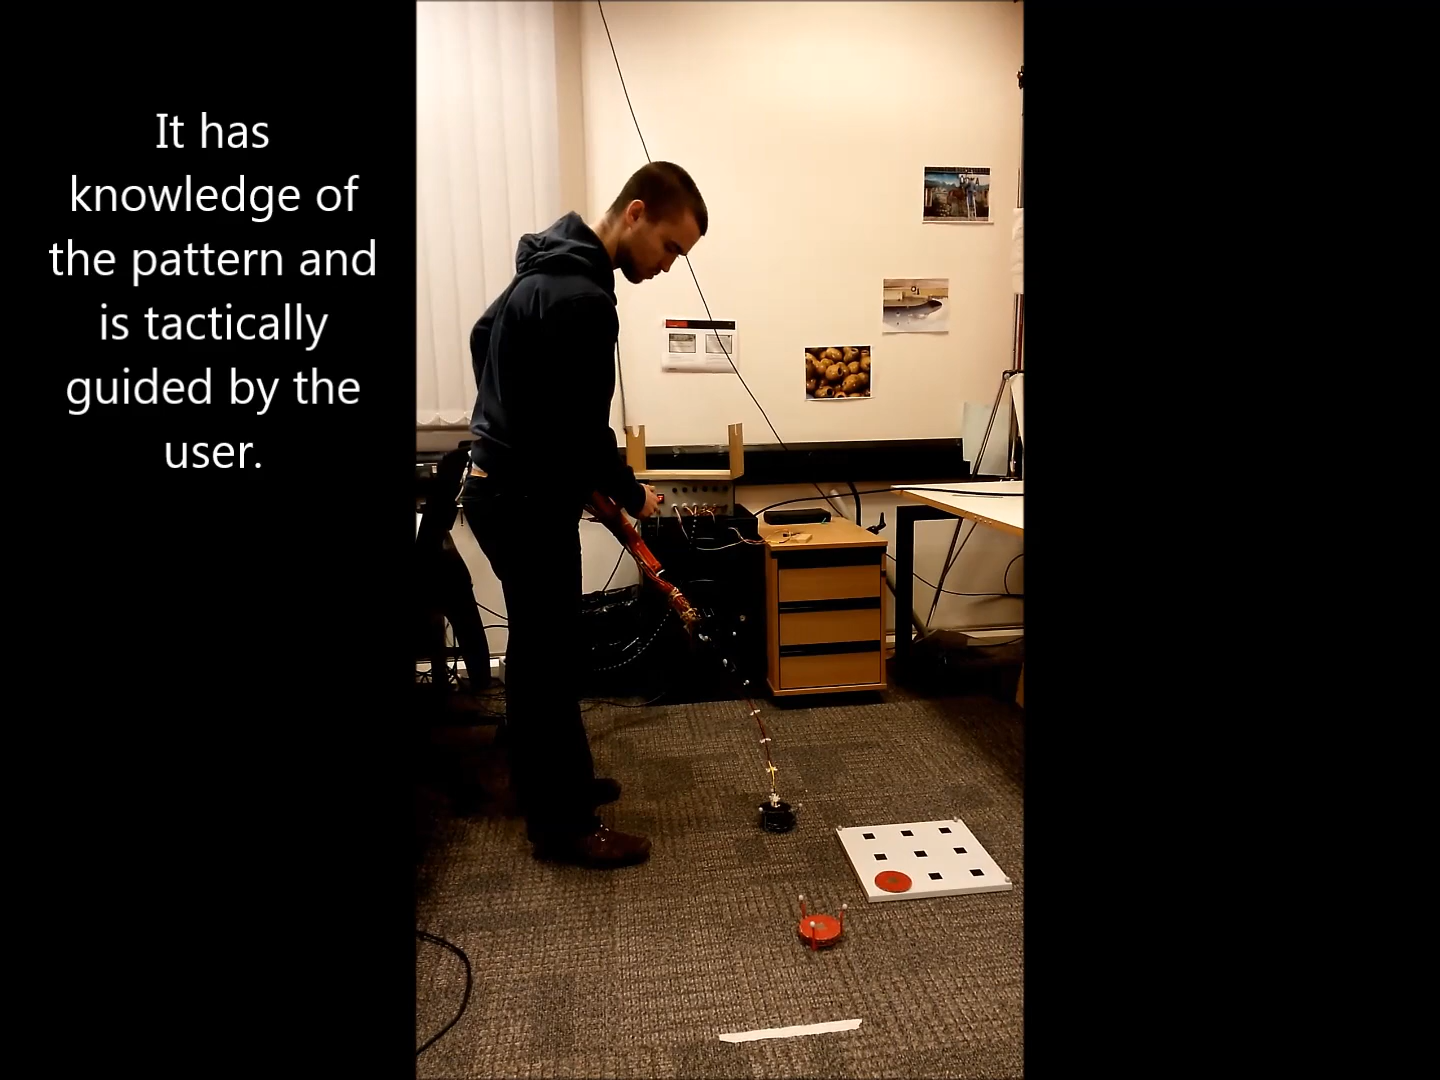 It has
knowledge of
the pattern and
is tactically
guided by the
user.